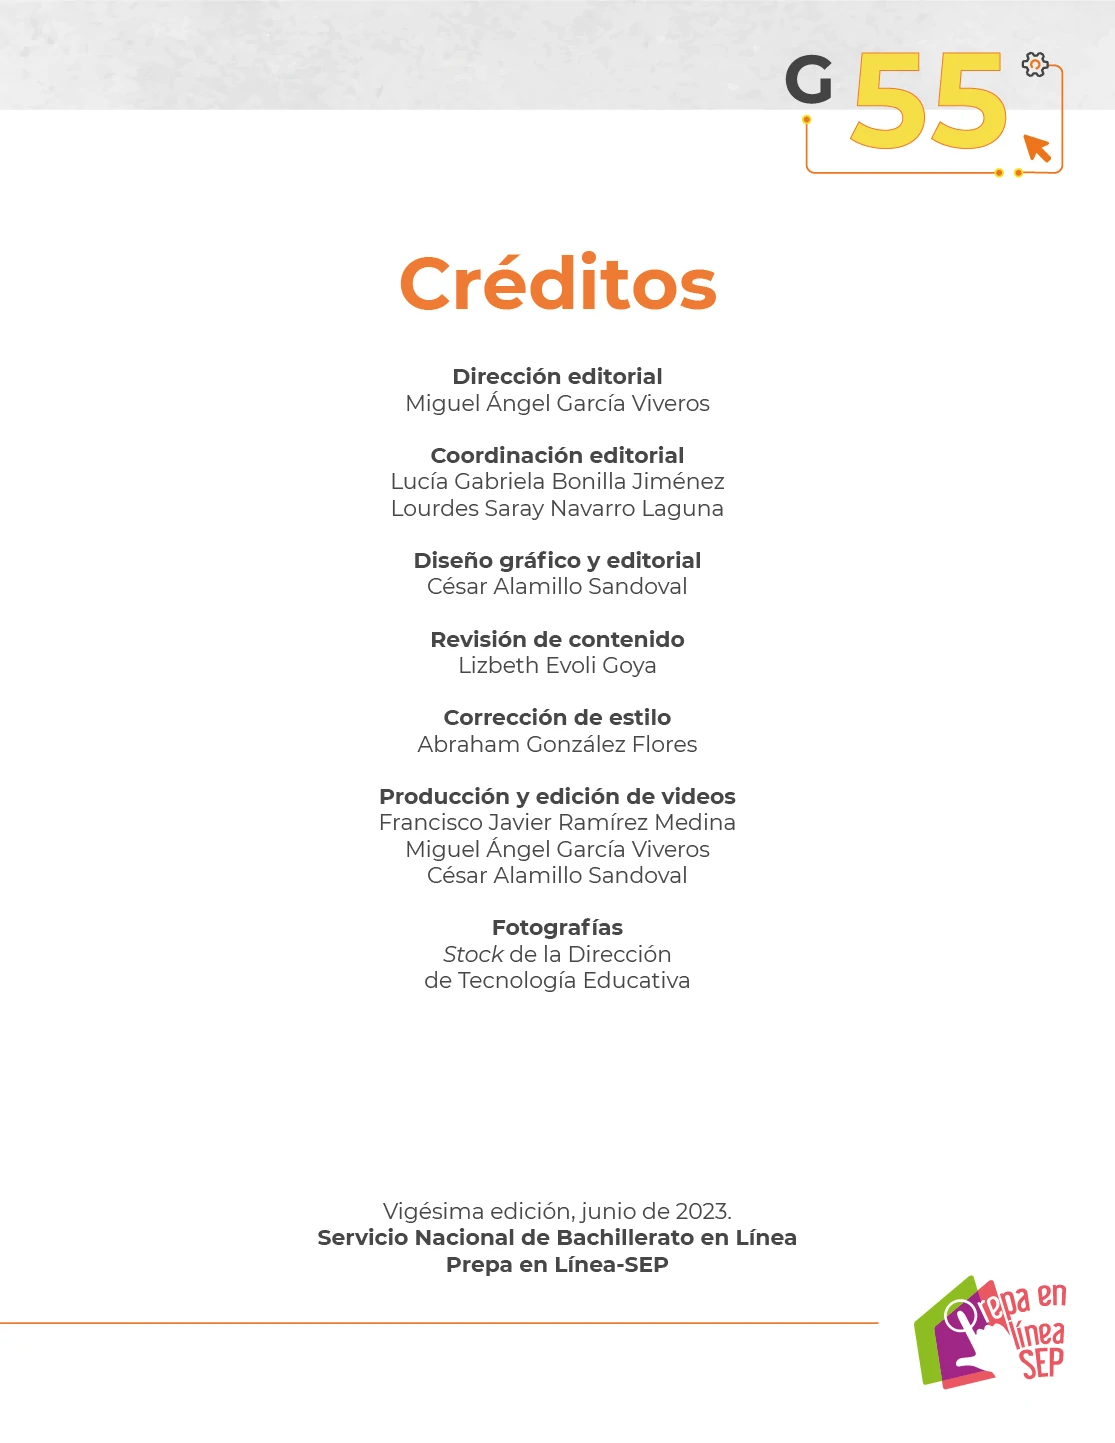 G 55
Créditos
Dirección editorial
Miguel Ángel García Viveros
Coordinación editorial
Lucía Gabriela Bonilla Jiménez
Lourdes Saray Navarro Laguna
Diseño gráfico y editorial
César Alamillo Sandoval
Revisión de contenido
Lizbeth Evoli Goya
Corrección de estilo
Abraham González Flores
Producción y edición de videos
Francisco Javier Ramírez Medina
Miguel Ángel García Viveros
César Alamillo Sandoval
Fotografías
Stock de la Dirección
de Tecnología Educativa
Vigésima edición, junio de 2023.
Servicio Nacional de Bachillerato en Línea
Prepa en Línea-SEP
Prepa en
línea
SEP